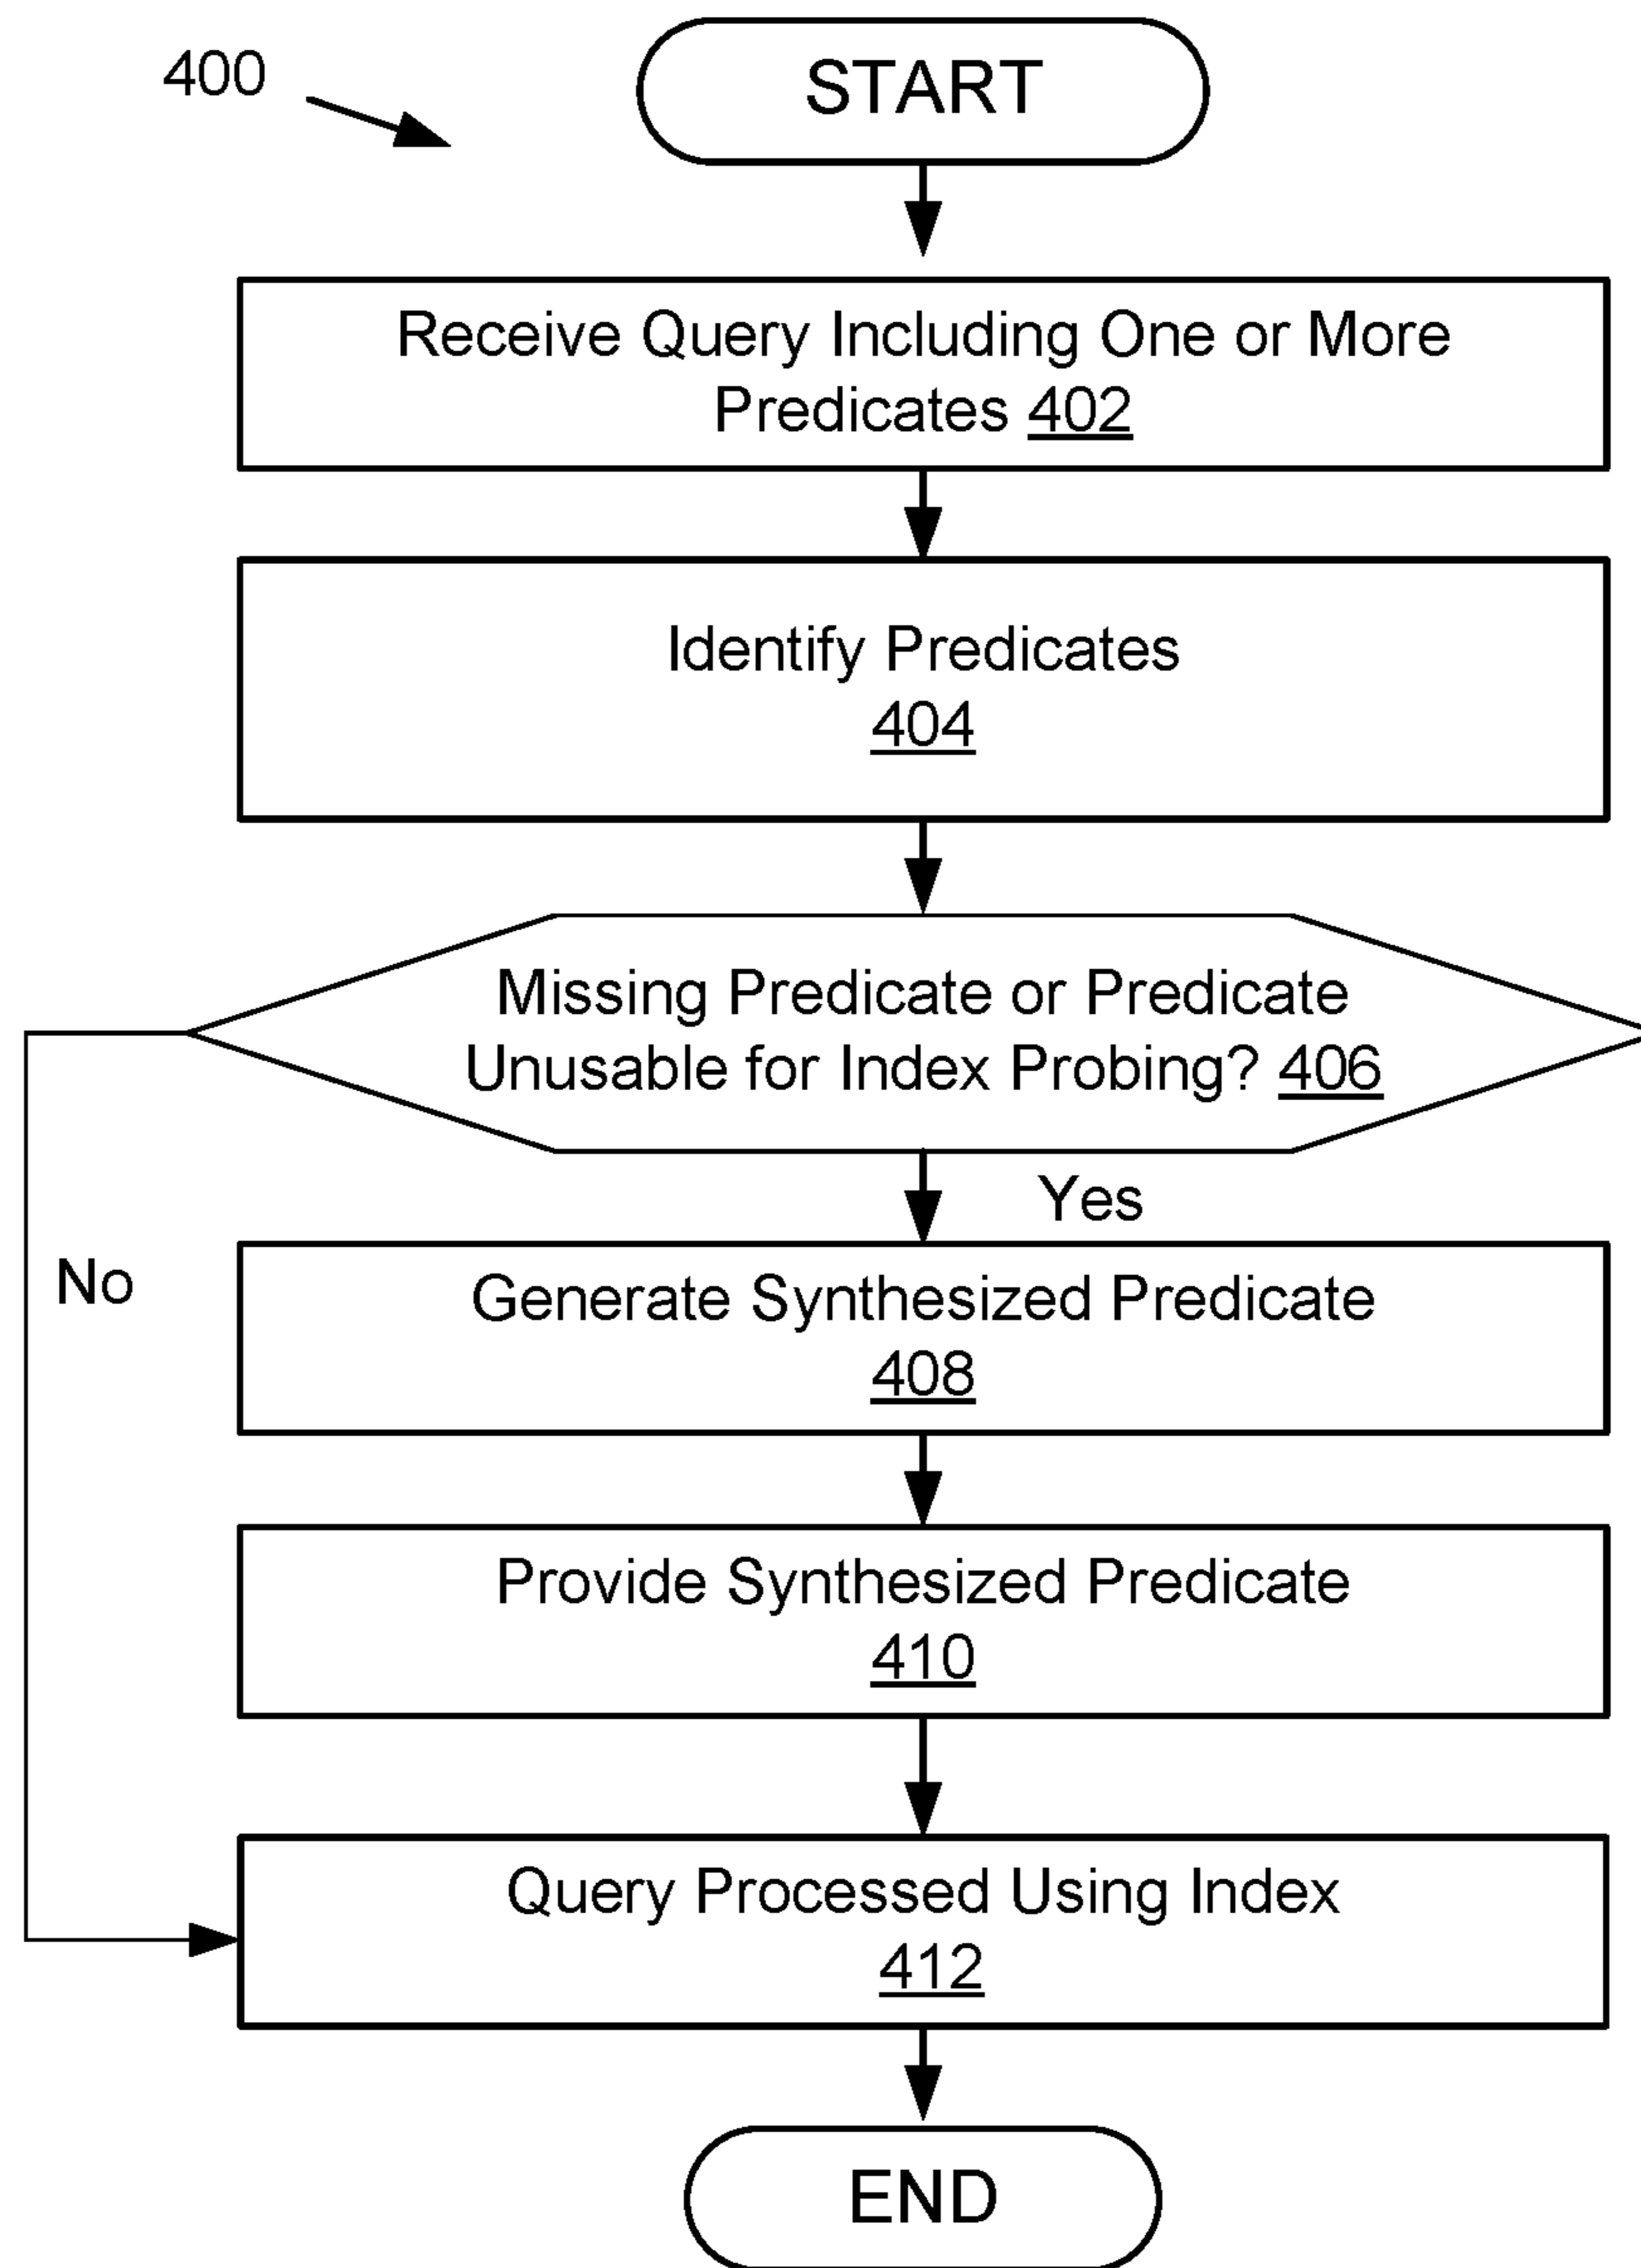 400
START
Receive Query Including One or More
Predicates 402
Identify Predicates
404
Missing Predicate or Predicate
Unusable for Index Probing? 406
Yes
No
Generate Synthesized Predicate
408
Provide Synthesized Predicate
410
Query Processed Using Index
412
END